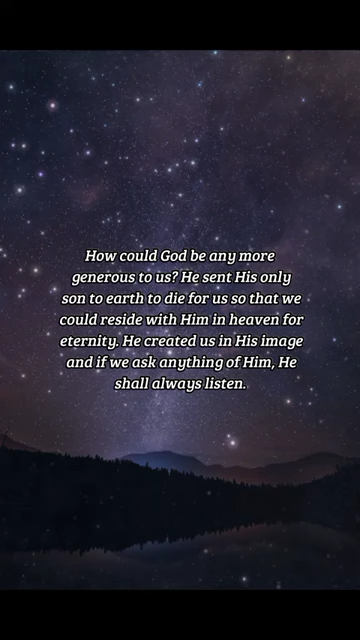 How could God be any more
generous to us? He sent His only
son to earth to die for us so that we
could reside with Him in heaven for
eternity. He created us in His image
and if we ask anything of Him, He
shall always listen.